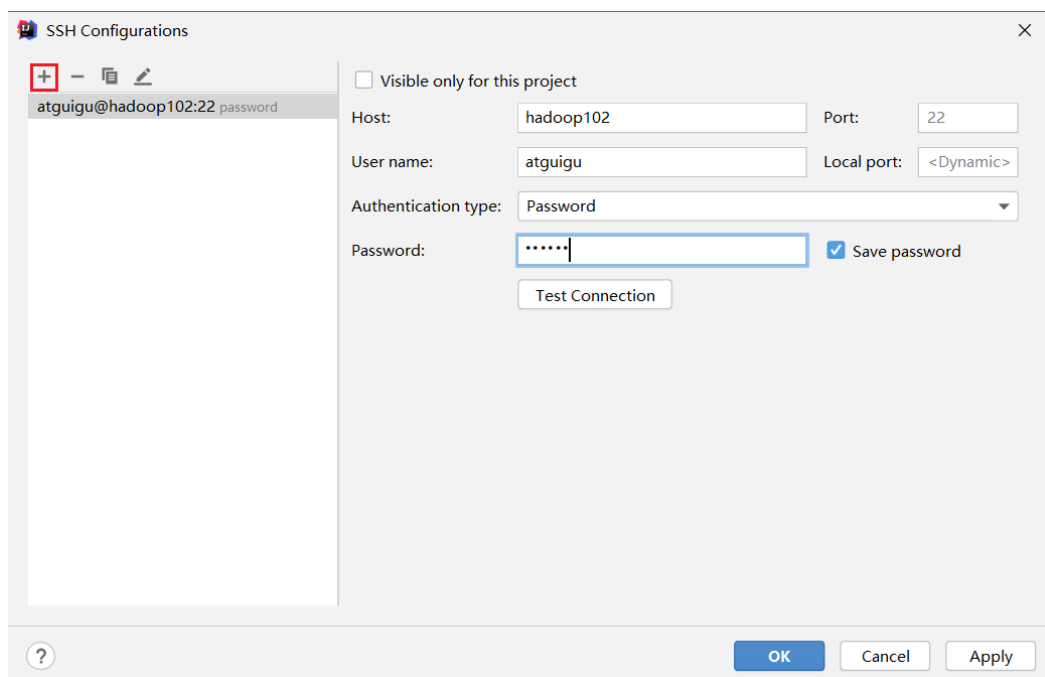 SSH Configurations
Visible only for this project
atguigu@hadoop102:22 password
Host: hadoop102 Port: 22
User name: atguigu Local port: <Dynamic>
Authentication type: Password
Password: •••••• Save password
Test Connection
? OK Cancel Apply